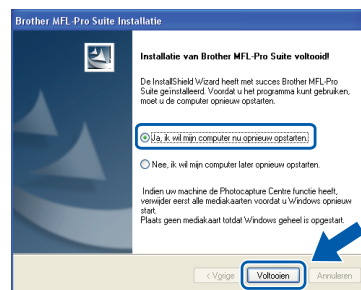 Brother MFL-Pro Suite Installatie
Installatie van Brother MFL-Pro Suite voltooid!
De InstallShield Wizard heeft met succes Brother MFL-Pro
Suite geïnstalleerd. Voordat u het programma kunt gebruiken,
moet u de computer opnieuw opstarten.
Ja, ik wil mijn computer nu opnieuw opstarten.
Nee, ik wil mijn computer later opnieuw opstarten.
Indien uw machine de Photocapture Centre functie heeft,
verwijder eerst alle mediakaarten voordat u Windows opnieuw
start.
Plaats geen mediakaart totdat Windows geheel is opgestart.
< Vorige
Voltooien
Annuleren